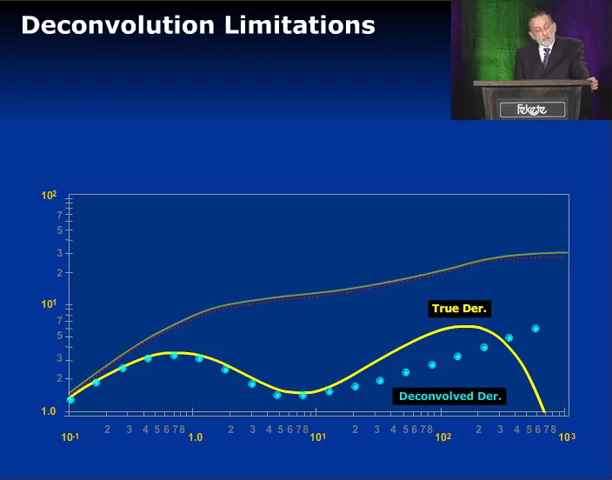 Deconvolution Limitations
Fekete
10²
7
5
3
2
10¹
True Der.
7
5
3
2
Deconvolved Der.
1.0
2 3 4 5 6 7 8 2 3 4 5 6 7 8 2 3 4 5 6 7 8 2 3 4 5 6 7 8
10⁻¹ 1.0 10¹ 10² 10³